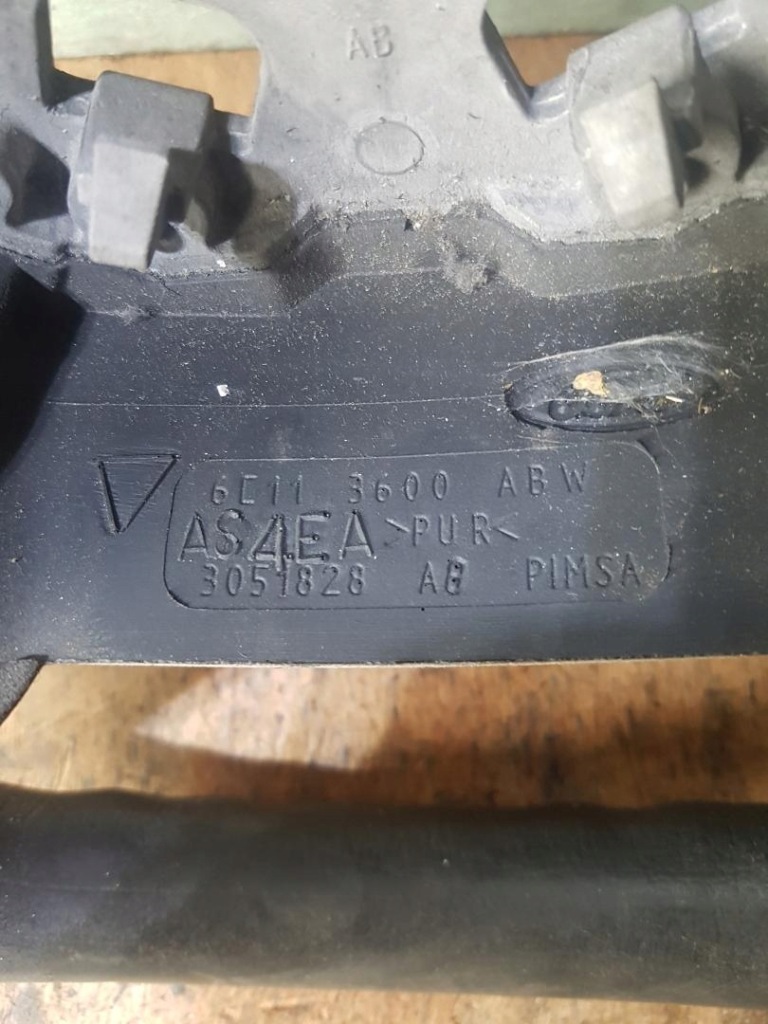 AB
6C11 3600 ABW
AS4EA >PUR<
3051828 AB PIMSA